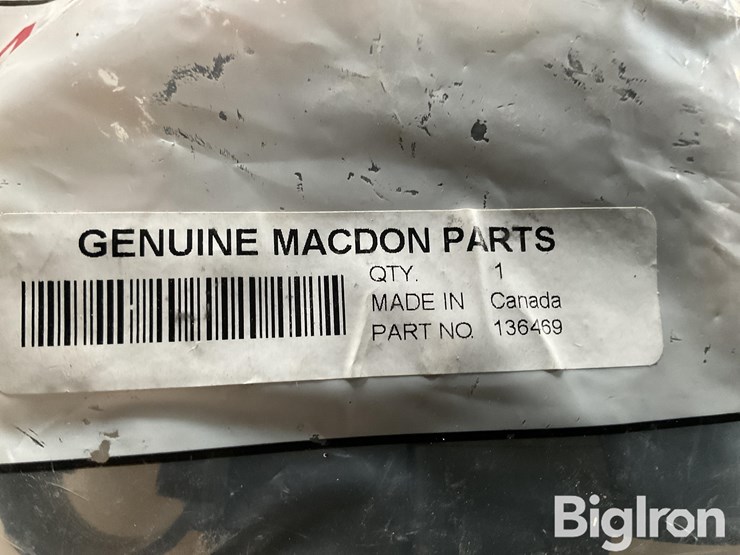 GENUINE MACDON PARTS
QTY. 1
MADE IN Canada
PART NO. 136469
BigIron